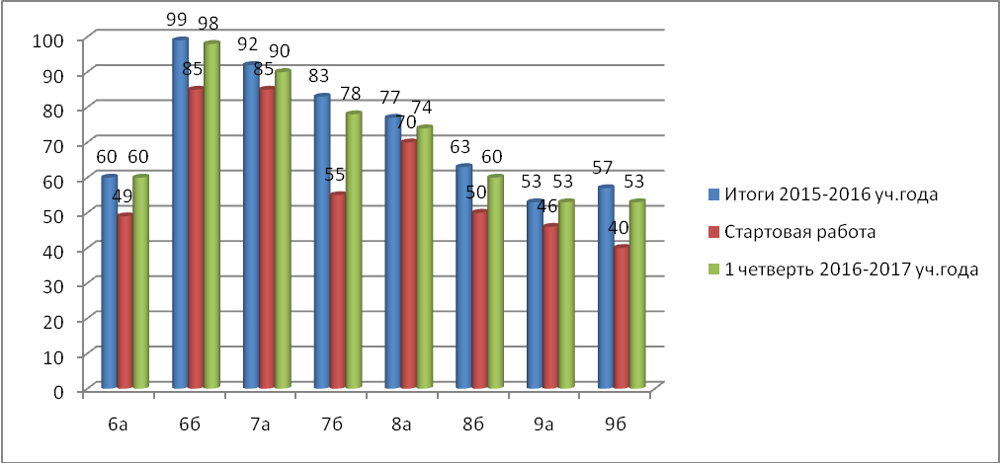 99 98
100 92 90
90 85 85 83
80 78 77 74
70 70
60 60 60 63 60
50 49 55 50 53 46 53 57 53
40 40
30
20
10
0
6а 6б 7а 7б 8а 8б 9а 9б
Итоги 2015-2016 уч.года
Стартовая работа
1 четверть 2016-2017 уч.года